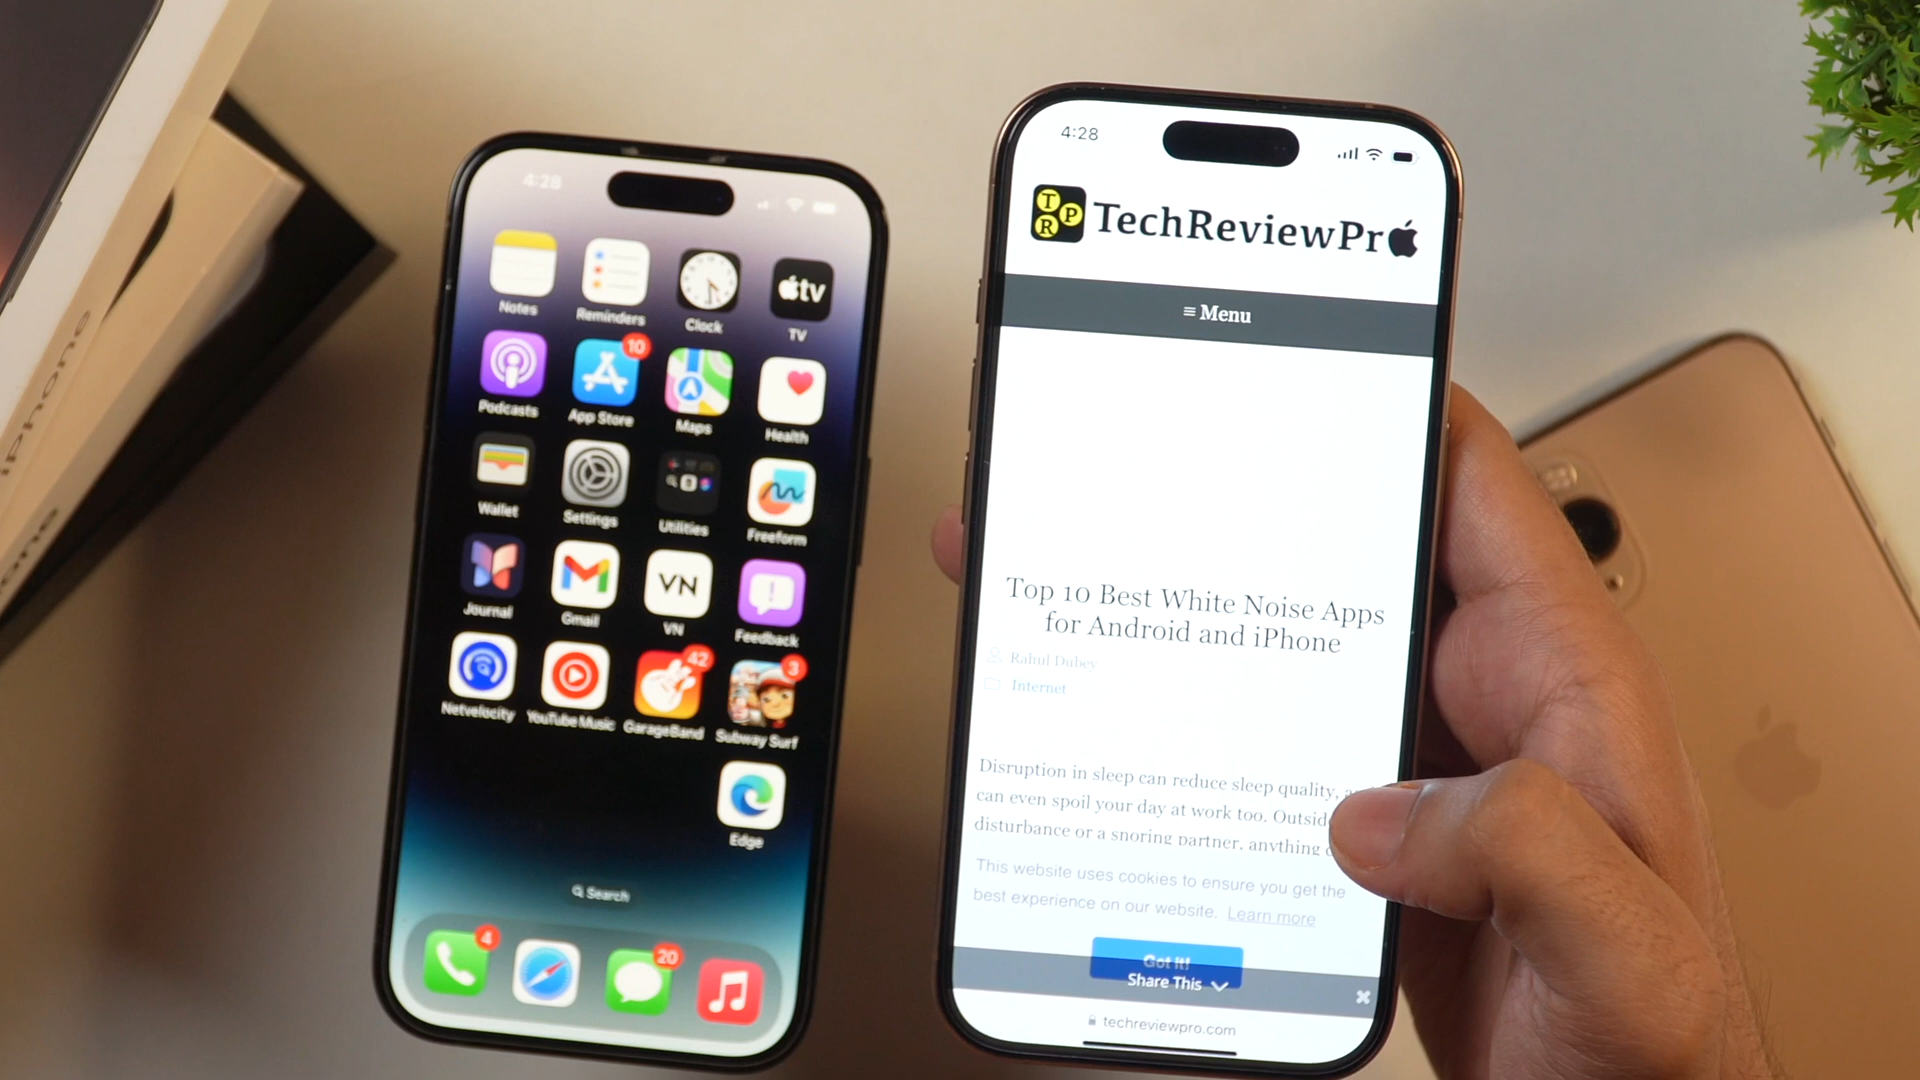 iPhone
one
4:28
Notes
Reminders
Clock
tv
TV
10
Podcasts
App Store
Maps
Health
Wallet
Settings
Utilities
Freeform
VN
Journal
Gmail
VN
Feedback
42
3
Netvelocity
YouTube Music
GarageBand
Subway Surf
Edge
Search
4
20
4:28
T P R
TechReviewPr
≡ Menu
Top 10 Best White Noise Apps
for Android and iPhone
Rahul Dubey
Internet
Disruption in sleep can reduce sleep quality,
can even spoil your day at work too.
disturbance or a snoring partner, anything
This website uses cookies to ensure you get the
best experience on our website. Learn more
Got it!
Share This
techreviewpro.com